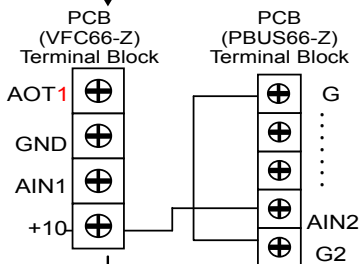 PCB
(VFC66-Z)
Terminal Block
AOT1
GND
AIN1
+10
PCB
(PBUS66-Z)
Terminal Block
G
AIN2
G2